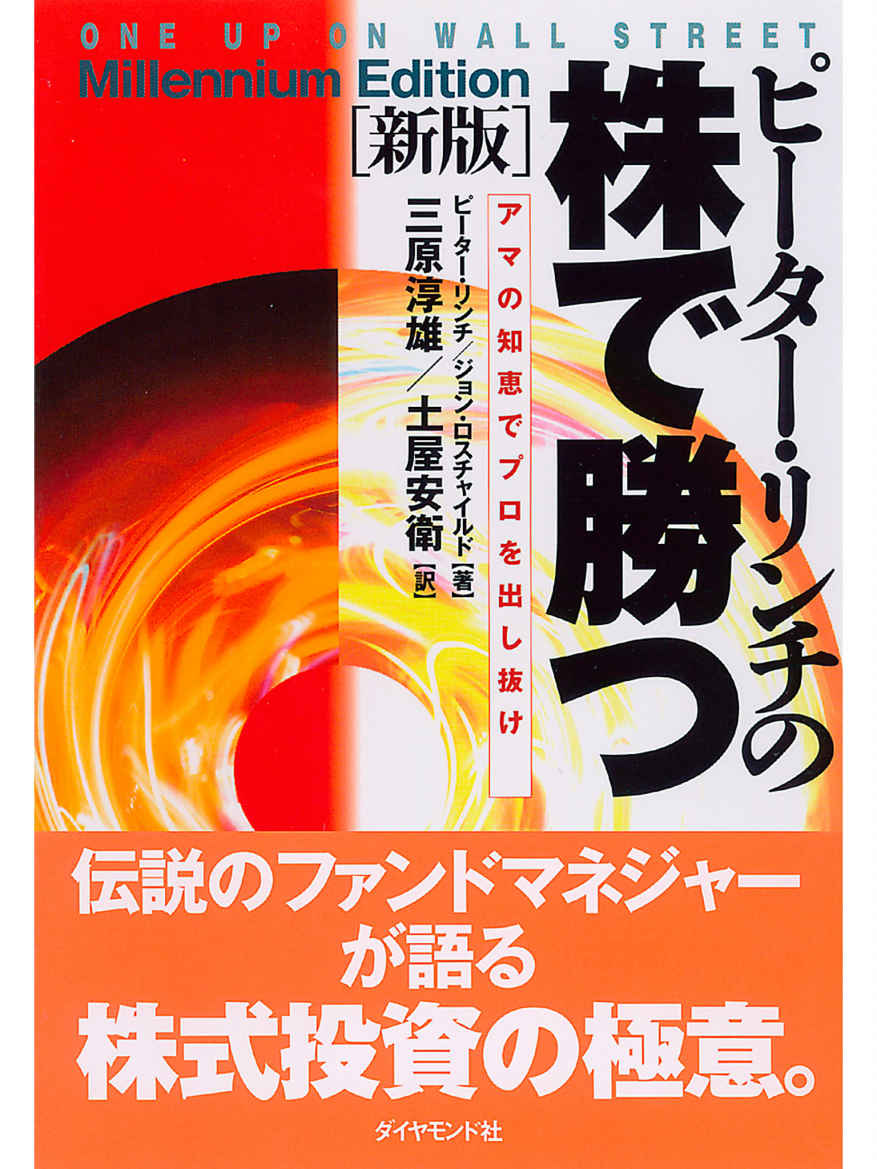 ONE UP ON WALL STREET
Millennium Edition
[新版]
ピーター・リンチの
株で勝つ
アマの知恵でプロを出し抜け
ピーター・リンチ／ジョン・ロスチャイルド【著】
三原淳雄／土屋安衛【訳】
伝説のファンドマネジャー
が語る
株式投資の極意。
ダイヤモンド社